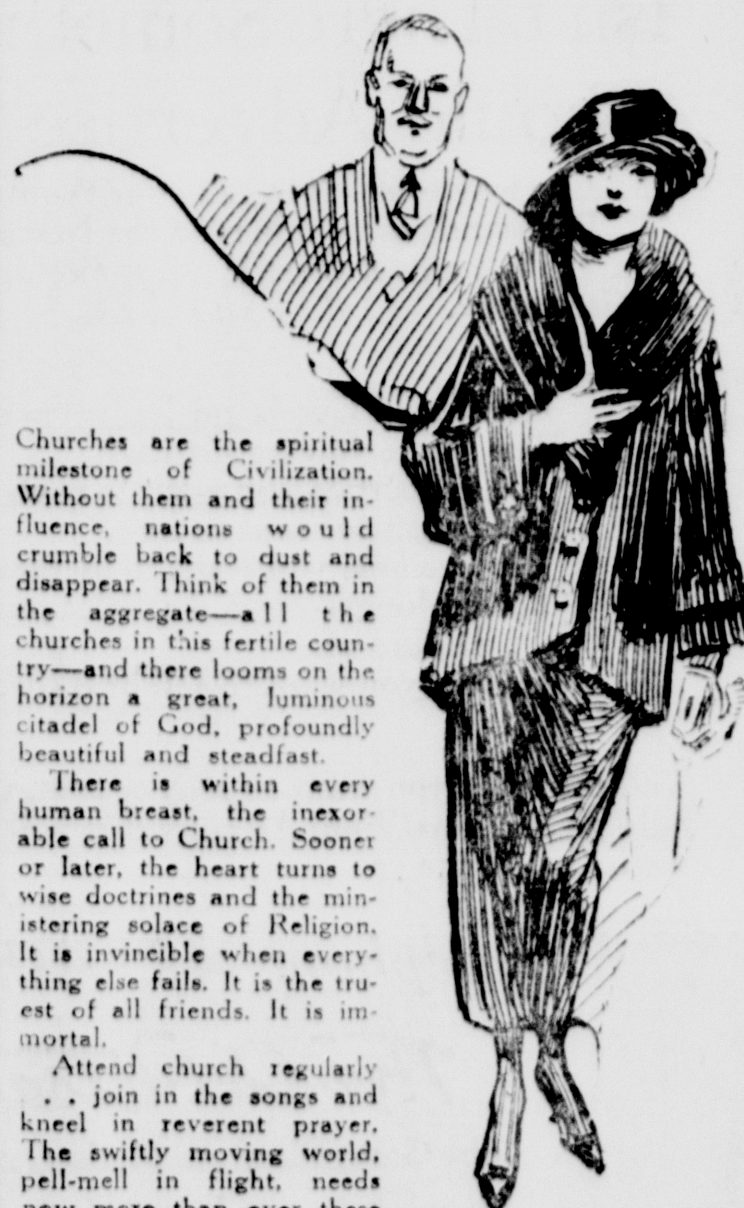 Churches are the spiritual
milestone of Civilization.
Without them and their in-
fluence, nations would
crumble back to dust and
disappear. Think of them in
the aggregate—all the
churches in this fertile coun-
try—and there looms on the
horizon a great, luminous
citadel of God, profoundly
beautiful and steadfast.
There is within every
human breast, the inexor-
able call to Church. Sooner
or later, the heart turns to
wise doctrines and the min-
istering solace of Religion.
It is invincible when every-
thing else fails. It is the tru-
est of all friends. It is im-
mortal.
Attend church regularly
. . join in the songs and
kneel in reverent prayer.
The swiftly moving world,
pell-mell in flight, needs
now more than ever these